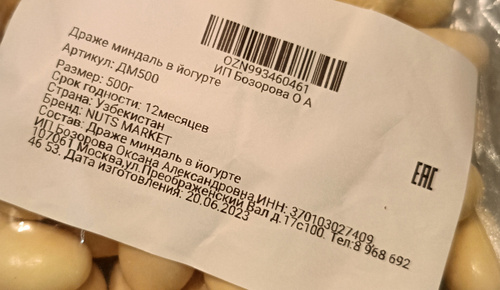 OZN993460461
ИП Бозорова О А
Драже миндаль в йогурте
Артикул: ДМ500
Размер: 500г
Срок годности: 12месяцев
Страна: Узбекистан
Бренд: NUTS MARKET
Состав: Драже миндаль в йогурте
ИП Бозорова Оксана Александровна,ИНН: 370103027409,
107061,Москва,ул.Преображенский Вал д.17с100. Тел:8 968 692
46 53. Дата изготовления: 20.06.2023
EAC